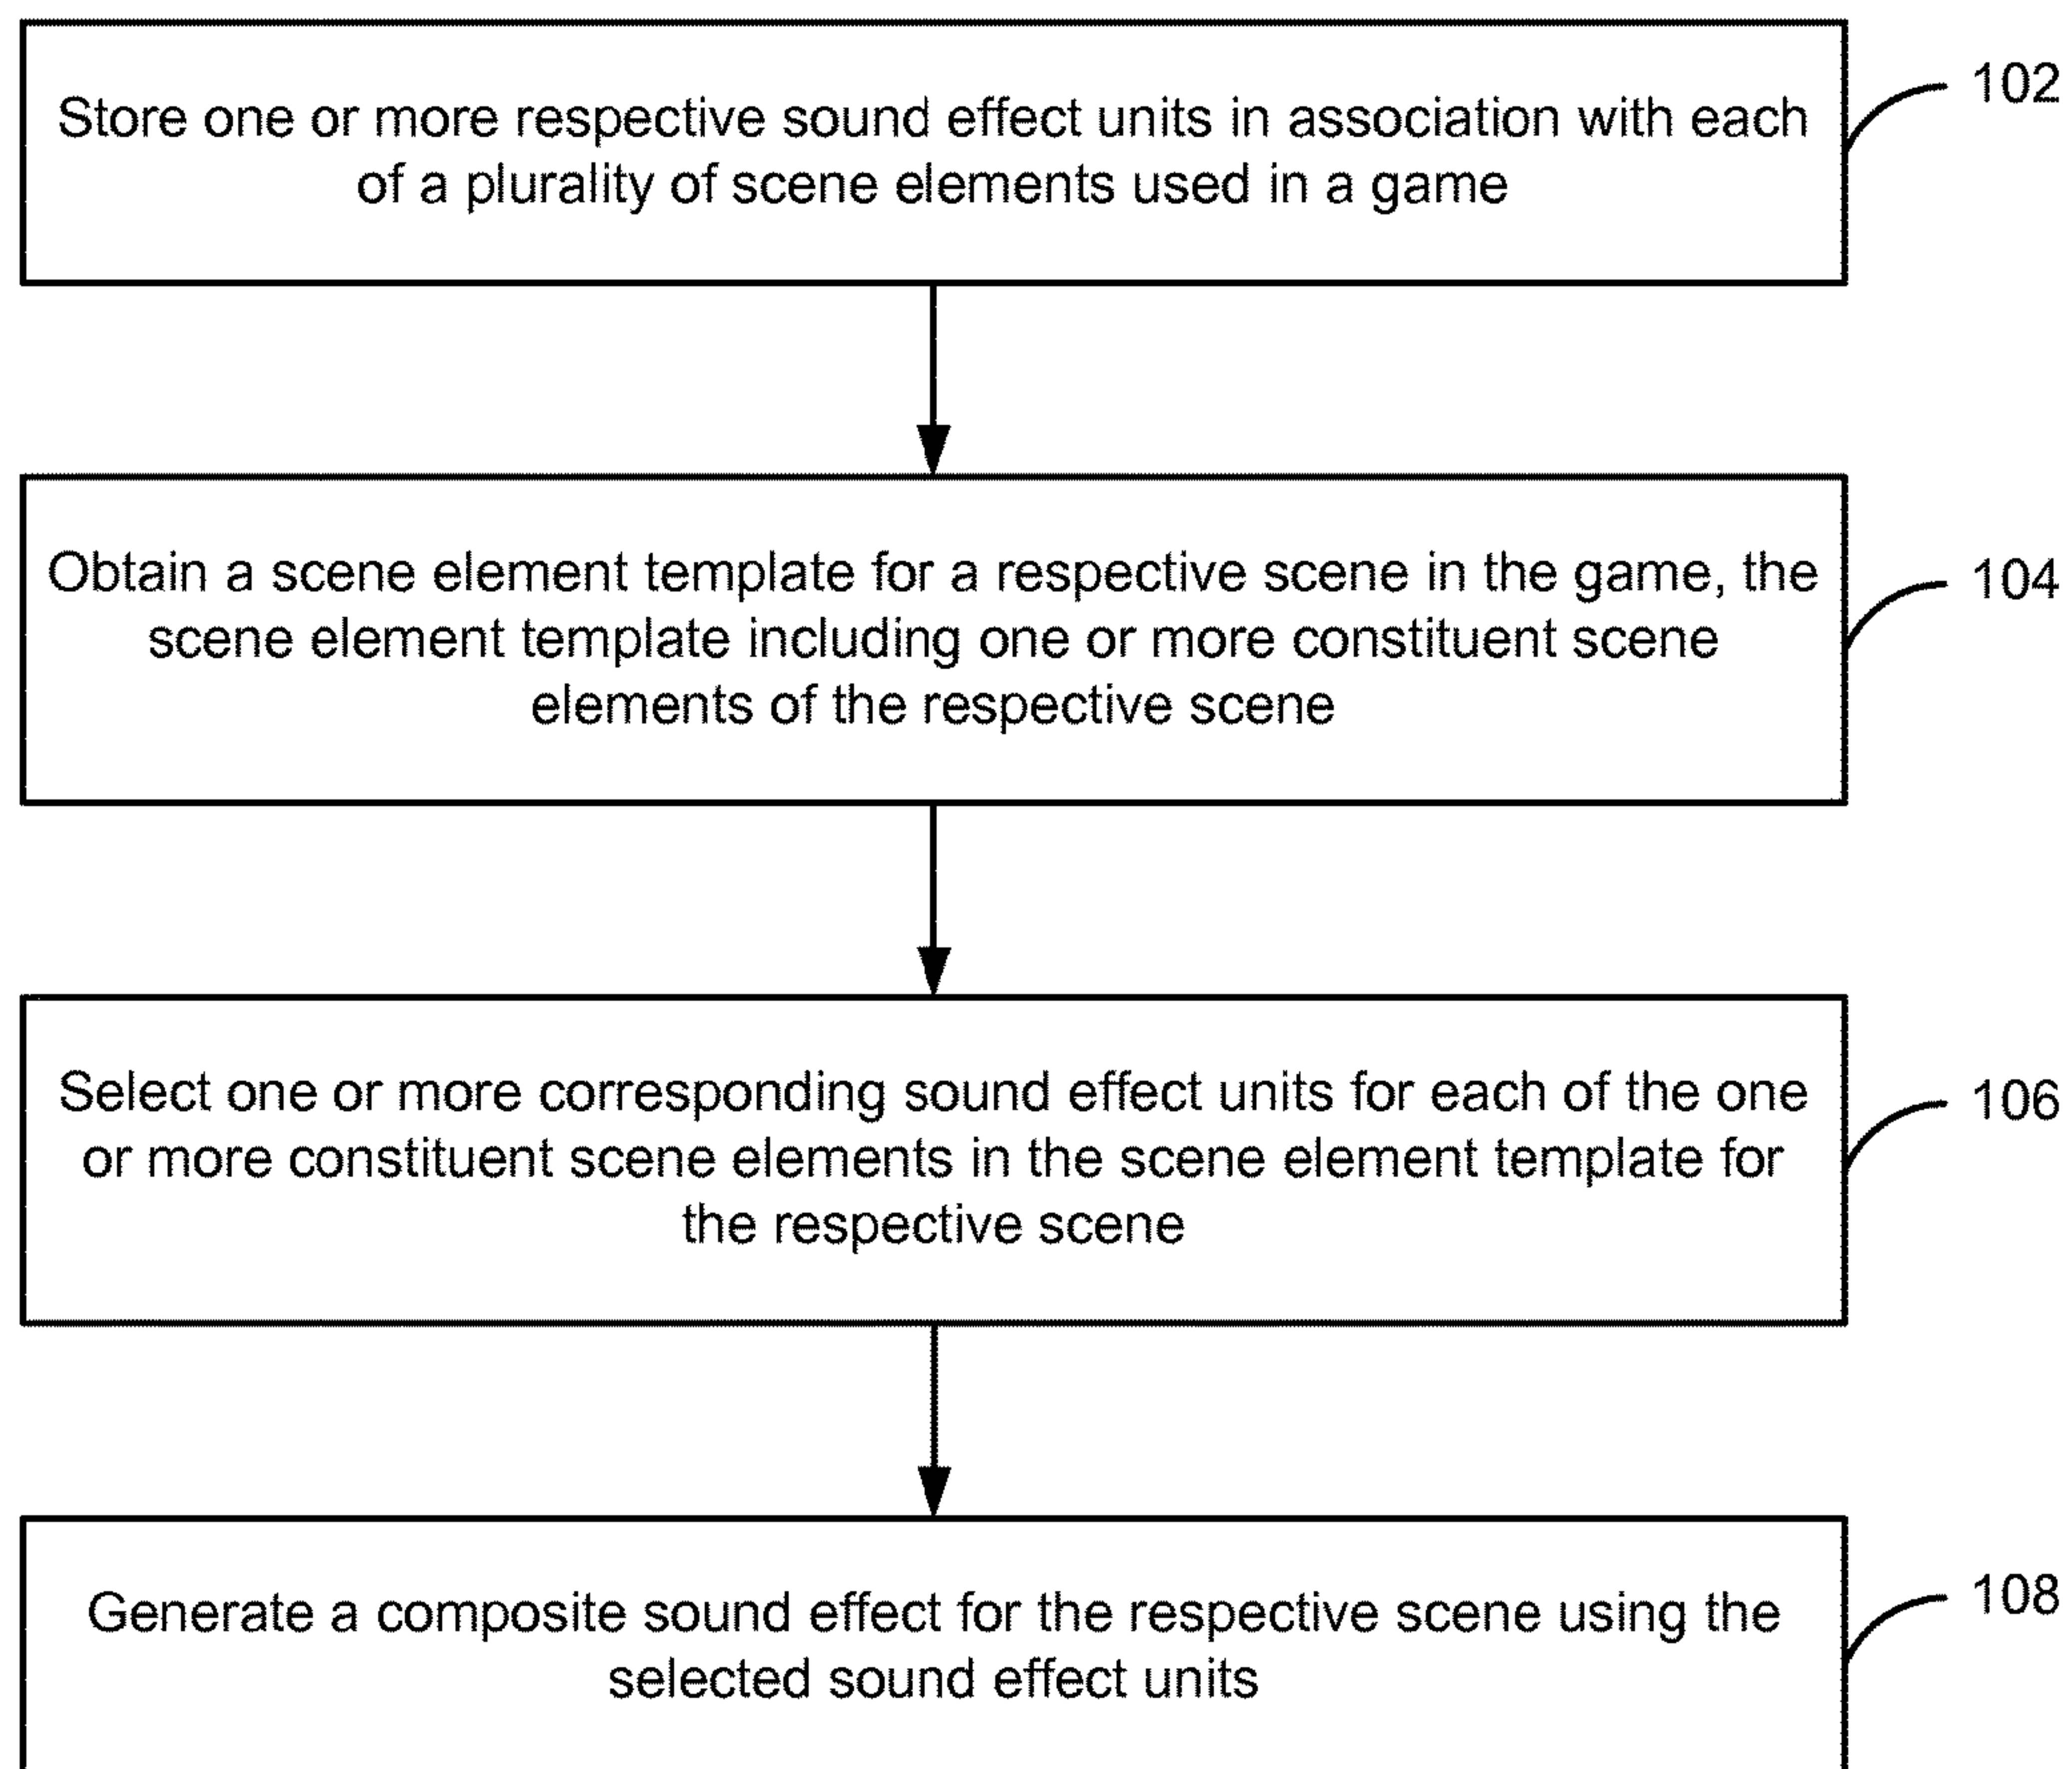 Store one or more respective sound effect units in association with each
of a plurality of scene elements used in a game
102
Obtain a scene element template for a respective scene in the game, the
scene element template including one or more constituent scene
elements of the respective scene
104
Select one or more corresponding sound effect units for each of the one
or more constituent scene elements in the scene element template for
the respective scene
106
Generate a composite sound effect for the respective scene using the
selected sound effect units
108